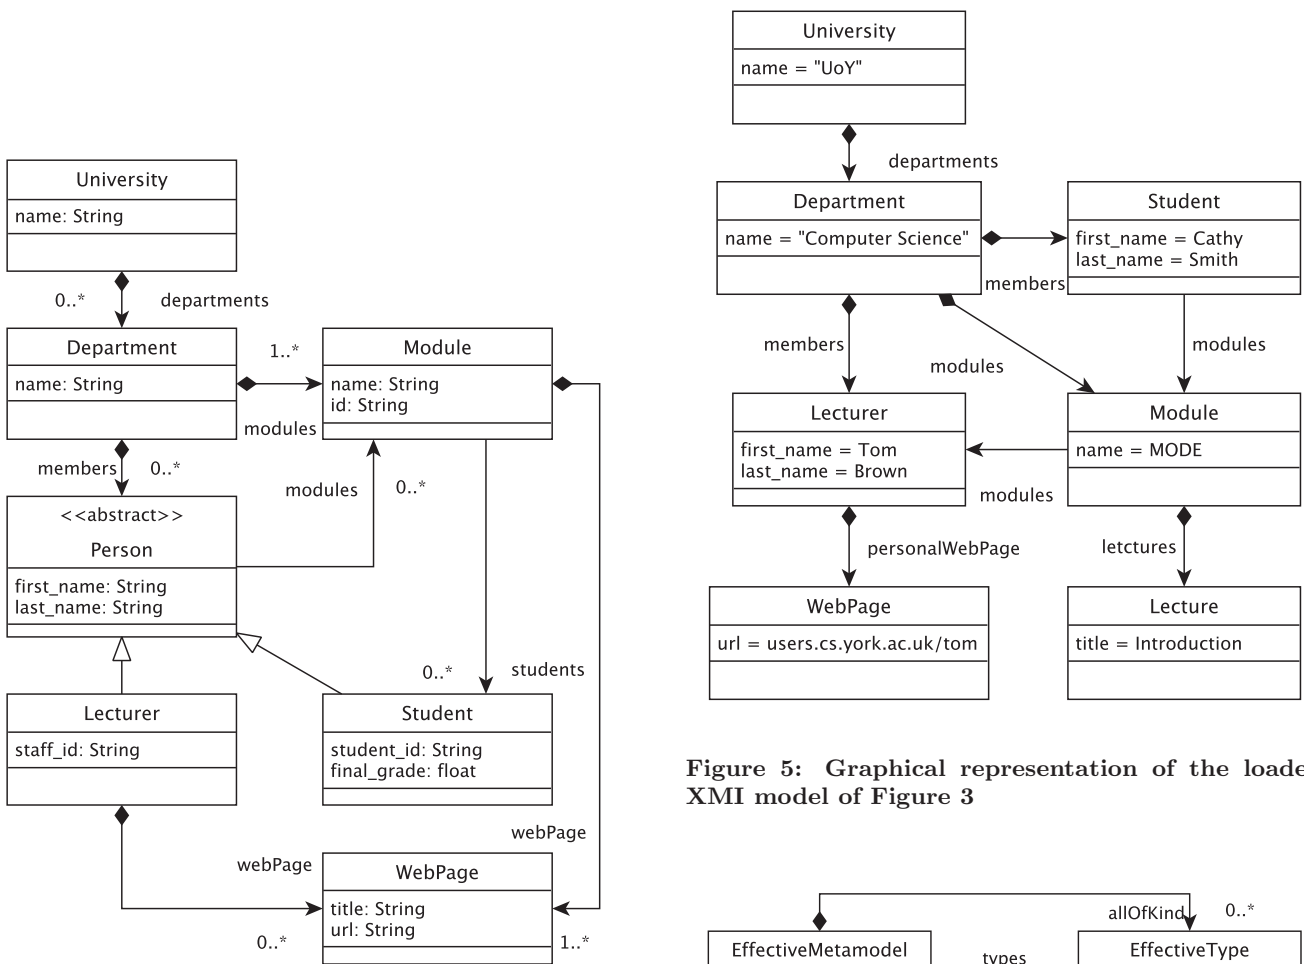 University
name: String
0..*
departments
Department
name: String
1..*
modules
Module
name: String
id: String
members
0..*
<<abstract>>
Person
first_name: String
last_name: String
modules
0..*
0..*
students
Lecturer
staff_id: String
Student
student_id: String
final_grade: float
webPage
webPage
WebPage
title: String
url: String
0..*
1..*
University
name = "UoY"
departments
Department
name = "Computer Science"
members
Student
first_name = Cathy
last_name = Smith
members
modules
modules
Lecturer
first_name = Tom
last_name = Brown
Module
name = MODE
modules
personalWebPage
letctures
WebPage
url = users.cs.york.ac.uk/tom
Lecture
title = Introduction
Figure 5: Graphical representation of the loade
XMI model of Figure 3
allOfKind
0..*
EffectiveMetamodel
types
EffectiveType